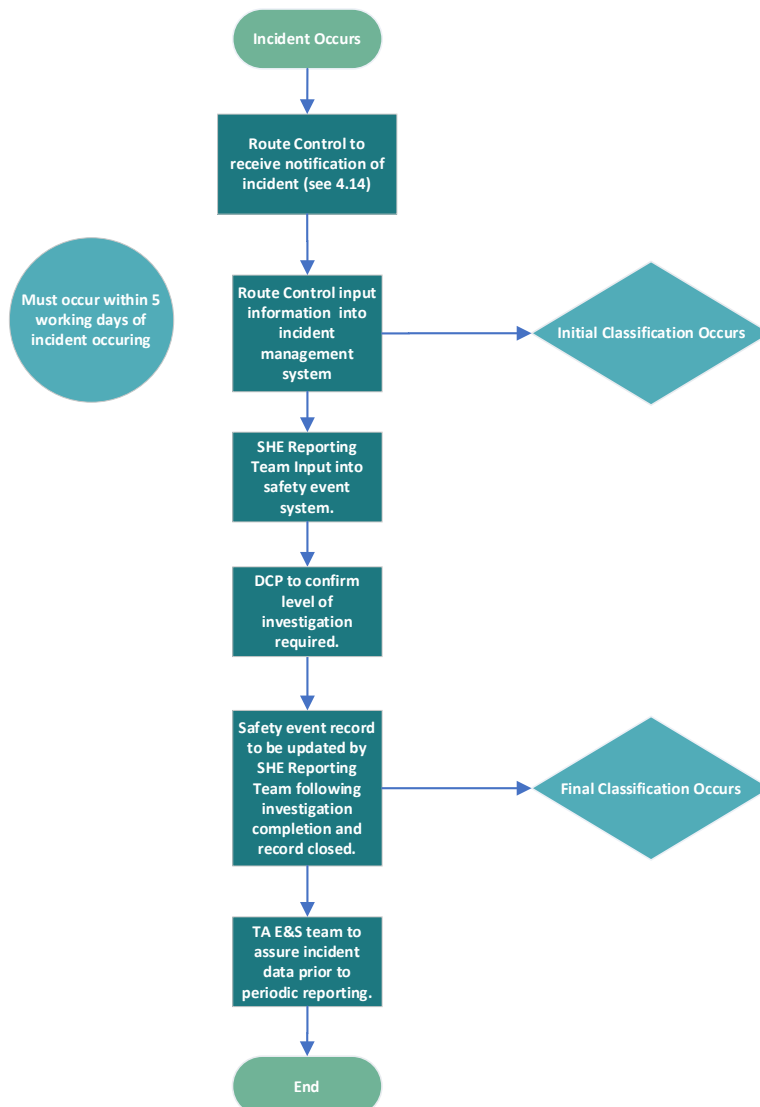 Incident Occurs
Route Control to
receive notification of
incident (see 4.14)
Must occur within 5
working days of
incident occuring
Route Control input
information into
incident
management
system
Initial Classification Occurs
SHE Reporting
Team Input into
safety event
system.
DCP to confirm
level of
investigation
required.
Safety event record
to be updated by
SHE Reporting
Team following
investigation
completion and
record closed.
Final Classification Occurs
TA E&S team to
assure incident
data prior to
periodic reporting.
End